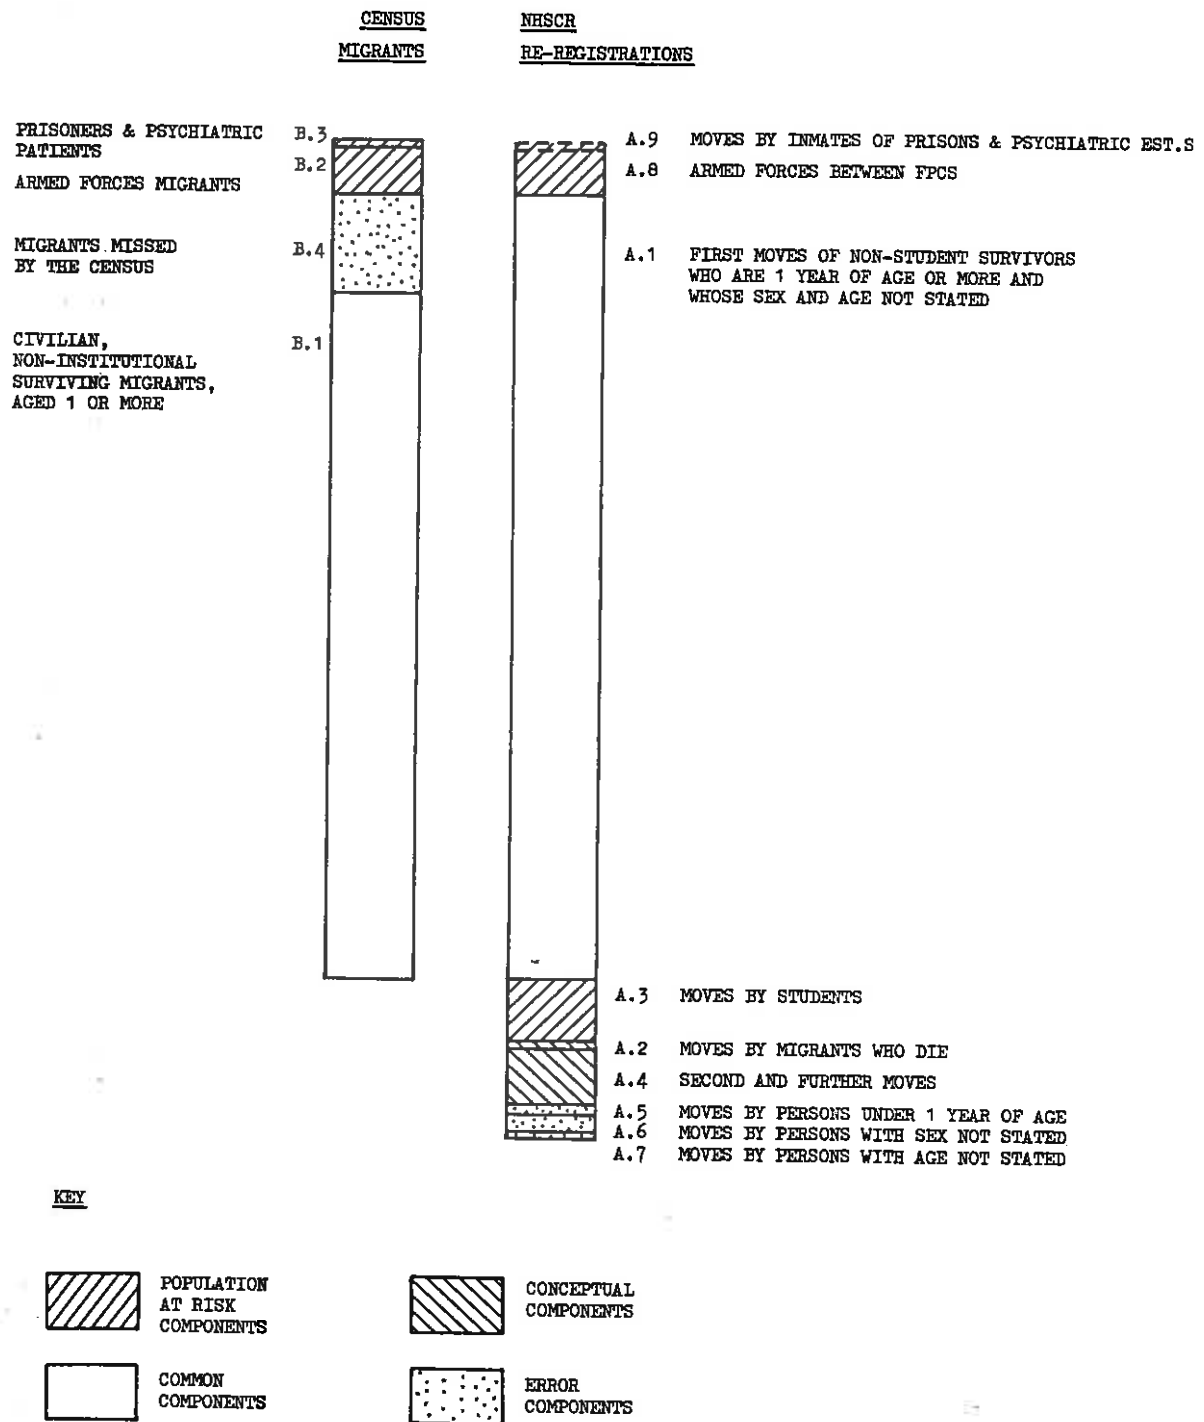 CENSUS
MIGRANTS
NHSCR
RE-REGISTRATIONS
PRISONERS & PSYCHIATRIC
PATIENTS
B.3
B.2
ARMED FORCES MIGRANTS
MIGRANTS MISSED
BY THE CENSUS
B.4
CIVILIAN,
NON-INSTITUTIONAL
SURVIVING MIGRANTS,
AGED 1 OR MORE
B.1
A.9 MOVES BY INMATES OF PRISONS & PSYCHIATRIC EST.S
A.8 ARMED FORCES BETWEEN FPCS
A.1 FIRST MOVES OF NON-STUDENT SURVIVORS
WHO ARE 1 YEAR OF AGE OR MORE AND
WHOSE SEX AND AGE NOT STATED
A.3 MOVES BY STUDENTS
A.2 MOVES BY MIGRANTS WHO DIE
A.4 SECOND AND FURTHER MOVES
A.5 MOVES BY PERSONS UNDER 1 YEAR OF AGE
A.6 MOVES BY PERSONS WITH SEX NOT STATED
A.7 MOVES BY PERSONS WITH AGE NOT STATED
KEY
POPULATION
AT RISK
COMPONENTS
CONCEPTUAL
COMPONENTS
COMMON
COMPONENTS
ERROR
COMPONENTS